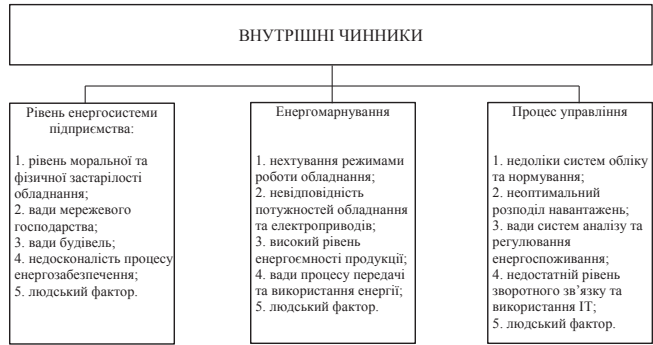 ВНУТРІШНІ ЧИННИКИ
Рівень енергосистеми
підприємства:
1. рівень моральної та
фізичної застарілості
обладнання;
2. вади мережевого
господарства;
3. вади будівель;
4. недосконалість процесу
енергозабезпечення;
5. людський фактор.
Енергомарнування
1. нехтування режимами
роботи обладнання;
2. невідповідність
потужностей обладнання
та електроприводів;
3. високий рівень
енергоємності продукції;
4. вади процесу передачі
та використання енергії;
5. людський фактор.
Процес управління
1. недоліки систем обліку
та нормування;
2. неоптимальний
розподіл навантажень;
3. вади систем аналізу та
регулювання
енергоспоживання;
4. недостатній рівень
зворотного зв’язку та
використання ІТ;
5. людський фактор.